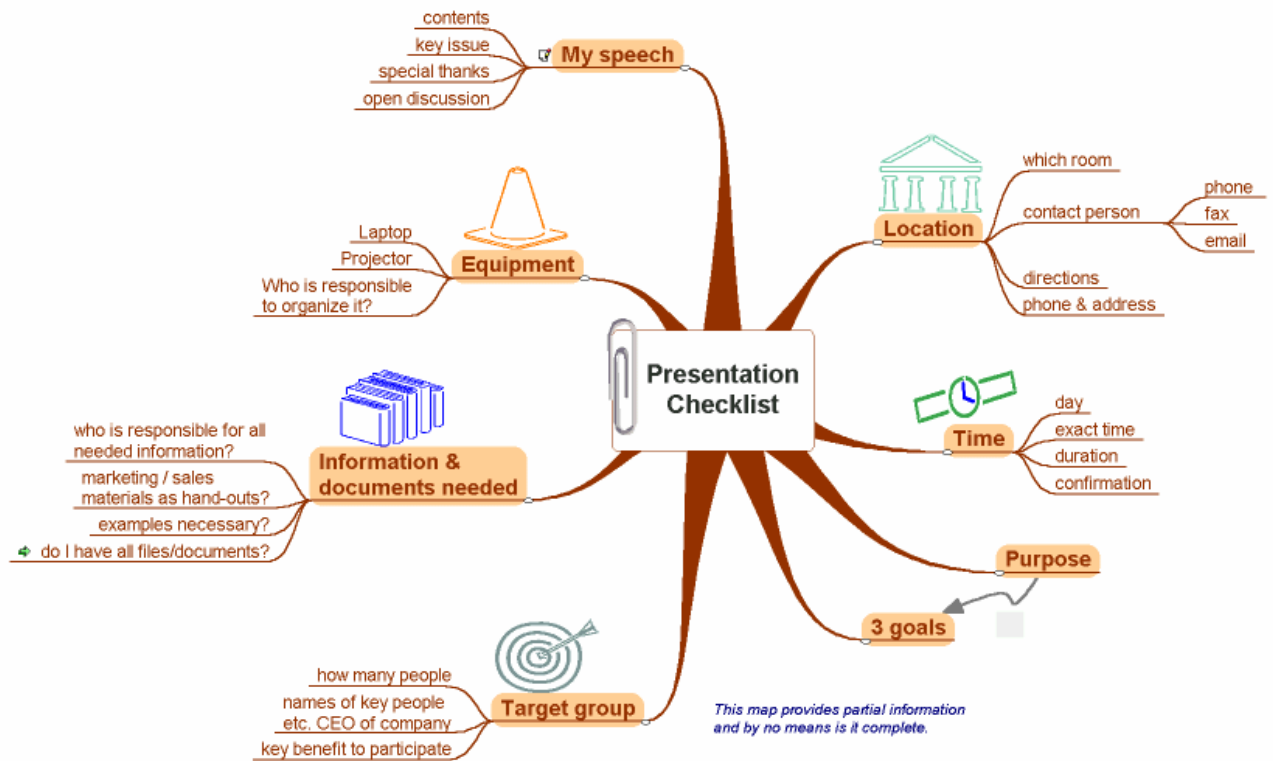 Presentation
Checklist
My speech
contents
key issue
special thanks
open discussion
Location
which room
contact person
phone
fax
email
directions
phone & address
Equipment
Laptop
Projector
Who is responsible
to organize it?
Time
day
exact time
duration
confirmation
Information &
documents needed
who is responsible for all
needed information?
marketing / sales
materials as hand-outs?
examples necessary?
do I have all files/documents?
Purpose
3 goals
Target group
how many people
names of key people
etc. CEO of company
key benefit to participate
This map provides partial information
and by no means is it complete.